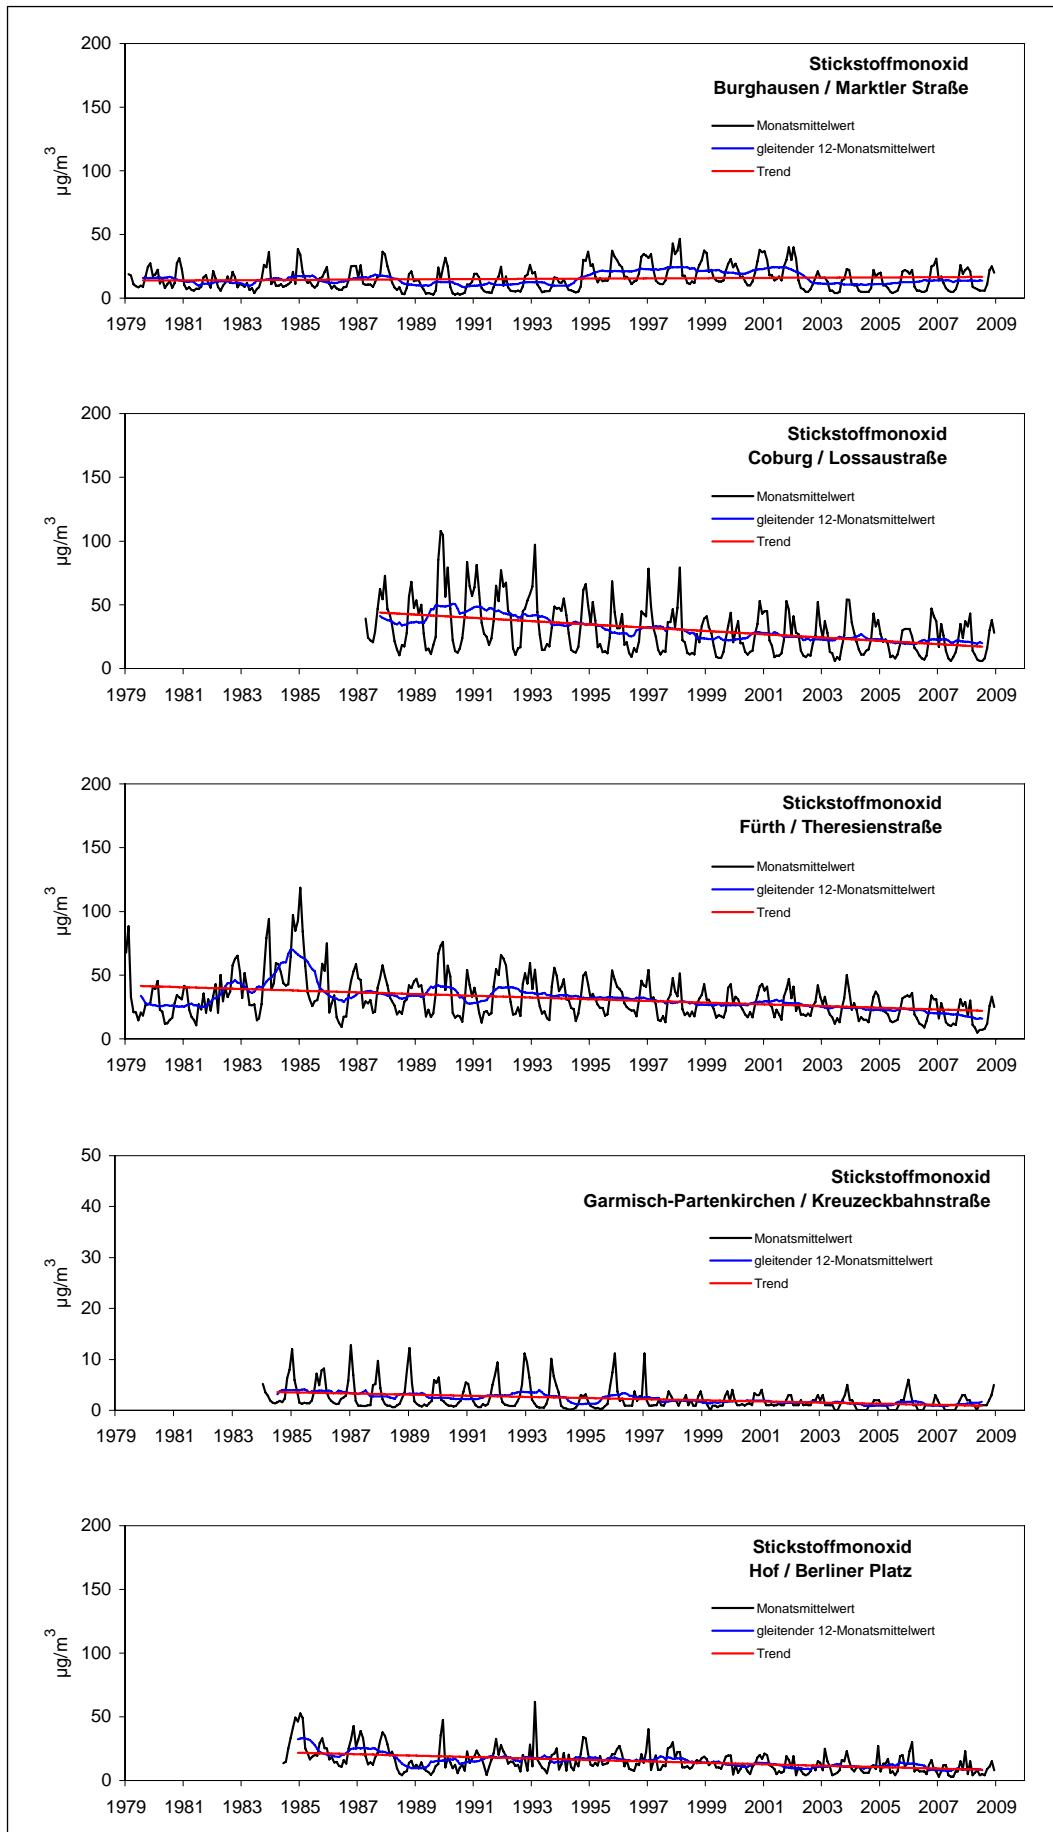 200
150
100
50
0
µg/m³
1979 1981 1983 1985 1987 1989 1991 1993 1995 1997 1999 2001 2003 2005 2007 2009
Stickstoffmonoxid
Burghausen / Marktler Straße
Monatsmittelwert
gleitender 12-Monatsmittelwert
Trend
200
150
100
50
0
µg/m³
1979 1981 1983 1985 1987 1989 1991 1993 1995 1997 1999 2001 2003 2005 2007 2009
Stickstoffmonoxid
Coburg / Lossaustraße
Monatsmittelwert
gleitender 12-Monatsmittelwert
Trend
200
150
100
50
0
µg/m³
1979 1981 1983 1985 1987 1989 1991 1993 1995 1997 1999 2001 2003 2005 2007 2009
Stickstoffmonoxid
Fürth / Theresienstraße
Monatsmittelwert
gleitender 12-Monatsmittelwert
Trend
50
40
30
20
10
0
µg/m³
1979 1981 1983 1985 1987 1989 1991 1993 1995 1997 1999 2001 2003 2005 2007 2009
Stickstoffmonoxid
Garmisch-Partenkirchen / Kreuzeckbahnstraße
Monatsmittelwert
gleitender 12-Monatsmittelwert
Trend
200
150
100
50
0
µg/m³
1979 1981 1983 1985 1987 1989 1991 1993 1995 1997 1999 2001 2003 2005 2007 2009
Stickstoffmonoxid
Hof / Berliner Platz
Monatsmittelwert
gleitender 12-Monatsmittelwert
Trend